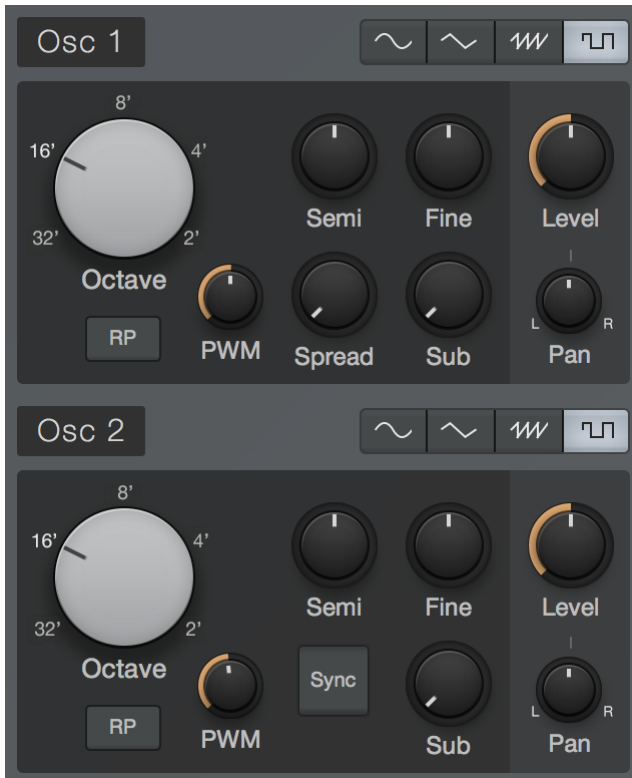 Osc 1
8’
16’ 4’
32’ 2’
Octave
Semi Fine Level
RP
PWM Spread Sub
L R
Pan
Osc 2
8’
16’ 4’
32’ 2’
Octave
Semi Fine Level
RP
PWM
Sync
Sub
L R
Pan